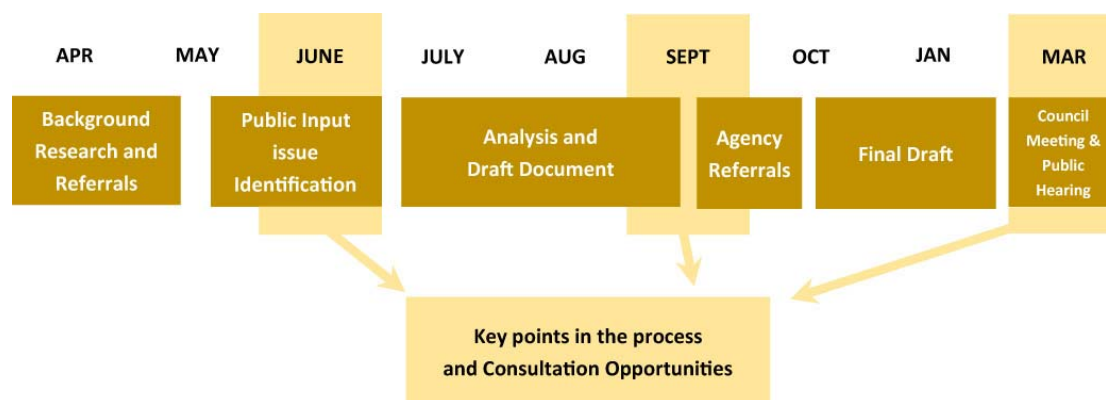 APR MAY JUNE JULY AUG SEPT OCT JAN MAR
Background
Research and
Referrals
Public Input
issue
Identification
Analysis and
Draft Document
Agency
Referrals
Final Draft
Council
Meeting &
Public
Hearing
Key points in the process
and Consultation Opportunities